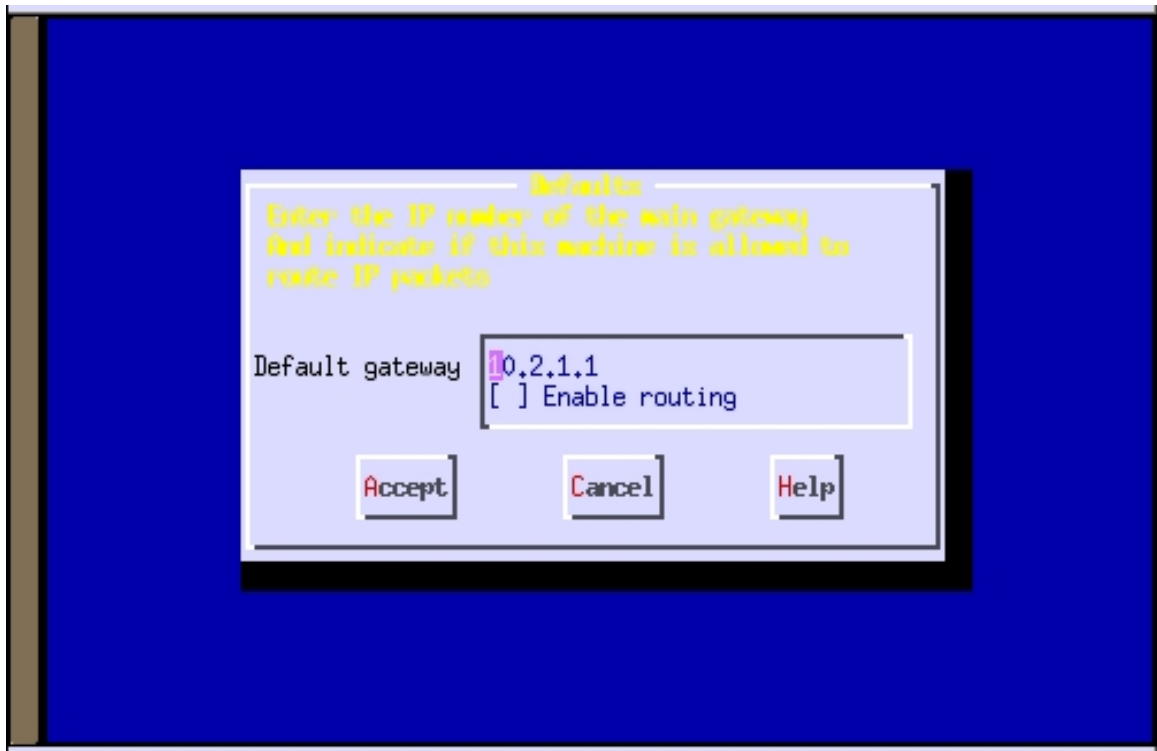 Defaults
Enter the IP number of the main gateway
And indicate if this machine is allowed to
route IP packets
Default gateway 10.2.1.1
[ ] Enable routing
Accept Cancel Help